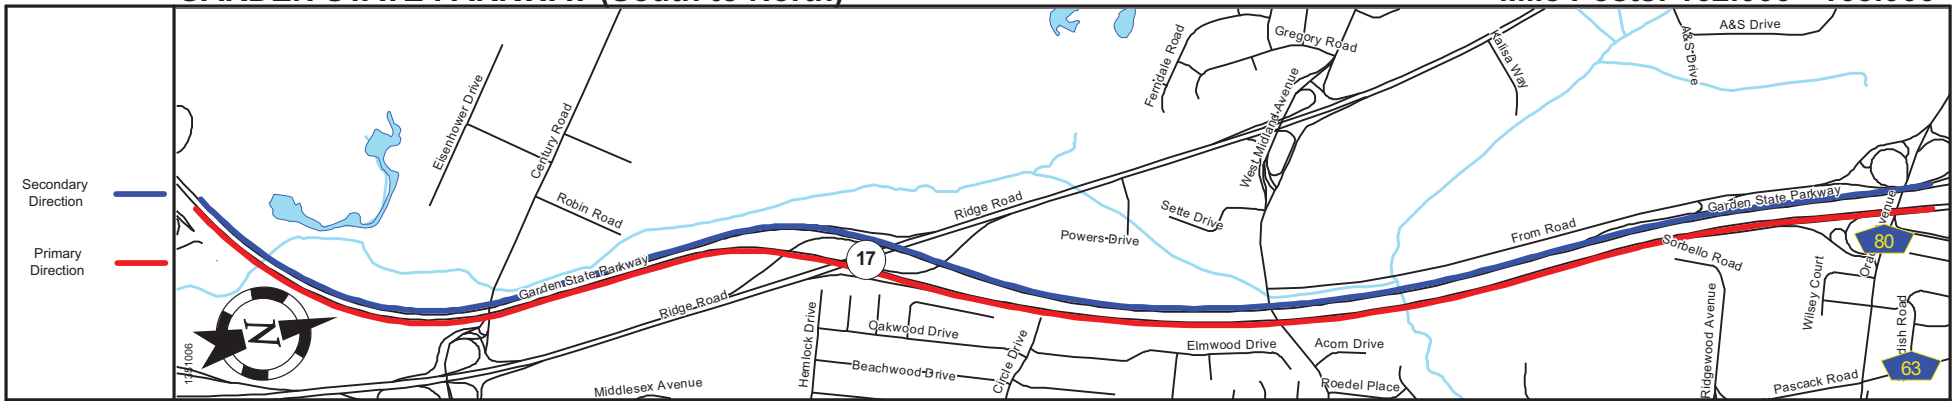 Secondary
Direction
Primary
Direction
1351006
N
Eisenhower Drive
Century Road
Robin Road
Garden State Parkway
Ridge Road
17
Ridge Road
Hemlock Drive
Oakwood Drive
Beachwood Drive
Circle Drive
Middlesex Avenue
Powers Drive
Sette Drive
Ferndale Road
Gregory Road
West Midland Avenue
Kalisa Way
A&S Drive
A&S Drive
Elmwood Drive
Acorn Drive
Roedel Place
From Road
Garden State Parkway
Sorbello Road
Ridgewood Avenue
Wilsey Court
80
63
Pascack Road